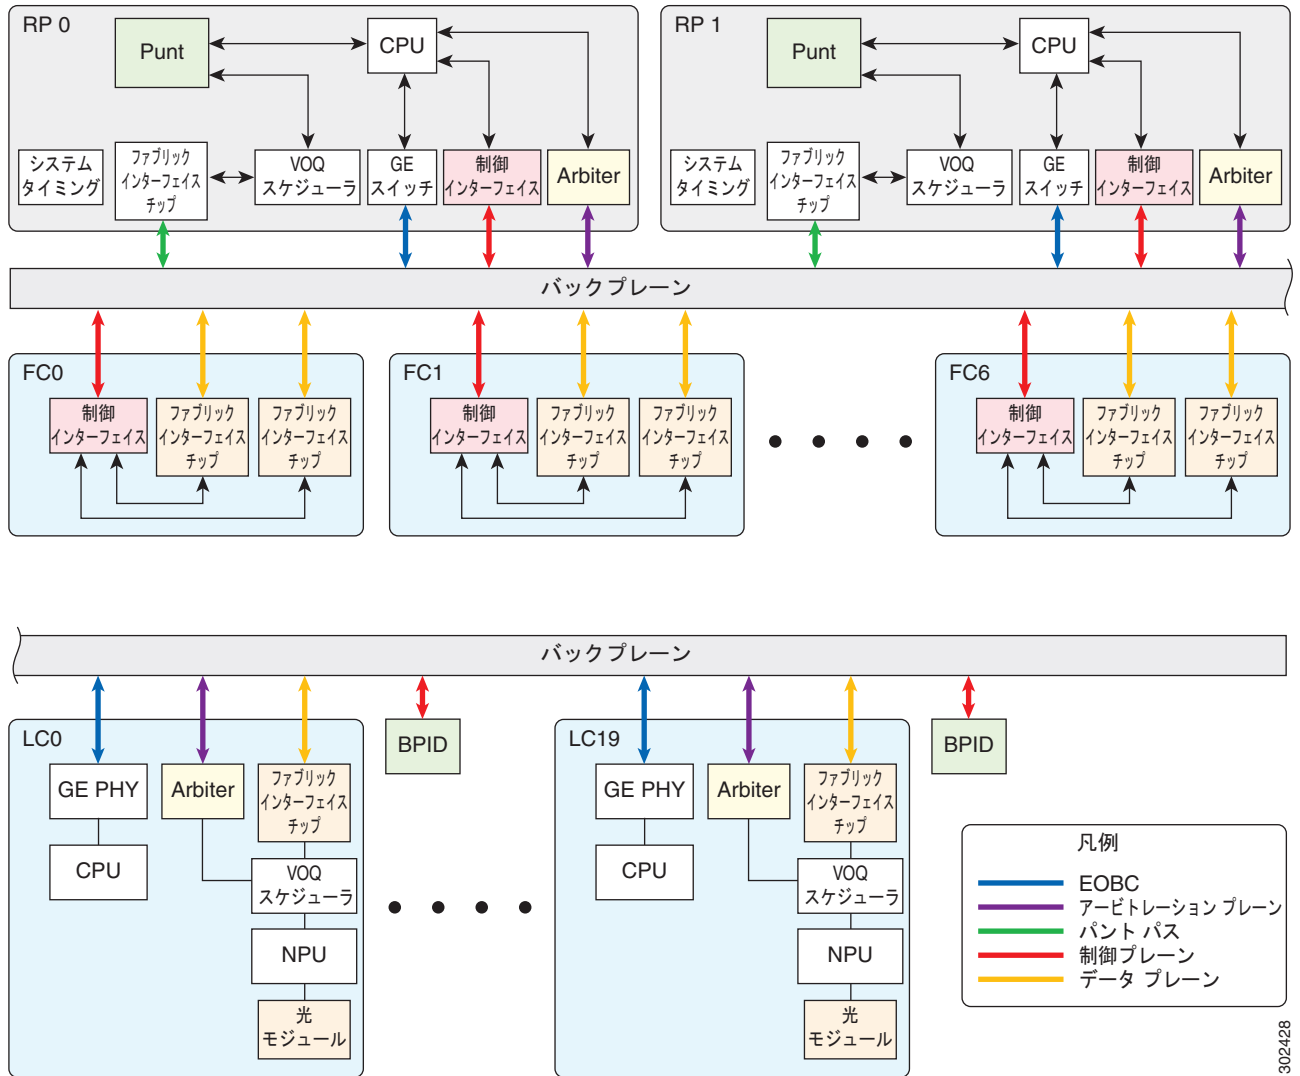 RP 0
Punt
CPU
システム
タイミング
ファブリック
インターフェイス
チップ
VOQ
スケジューラ
GE
スイッチ
制御
インターフェイス
Arbiter
RP 1
Punt
CPU
システム
タイミング
ファブリック
インターフェイス
チップ
VOQ
スケジューラ
GE
スイッチ
制御
インターフェイス
Arbiter
バックプレーン
FC0
制御
インターフェイス
ファブリック
インターフェイス
チップ
ファブリック
インターフェイス
チップ
FC1
制御
インターフェイス
ファブリック
インターフェイス
チップ
ファブリック
インターフェイス
チップ
FC6
制御
インターフェイス
ファブリック
インターフェイス
チップ
ファブリック
インターフェイス
チップ
バックプレーン
LC0
GE PHY
CPU
Arbiter
ファブリック
インターフェイス
チップ
VOQ
スケジューラ
NPU
光
モジュール
BPID
LC19
GE PHY
CPU
Arbiter
ファブリック
インターフェイス
チップ
VOQ
スケジューラ
NPU
光
モジュール
BPID
凡例
EOBC
アービトレーション プレーン
パント パス
制御プレーン
データ プレーン
302428